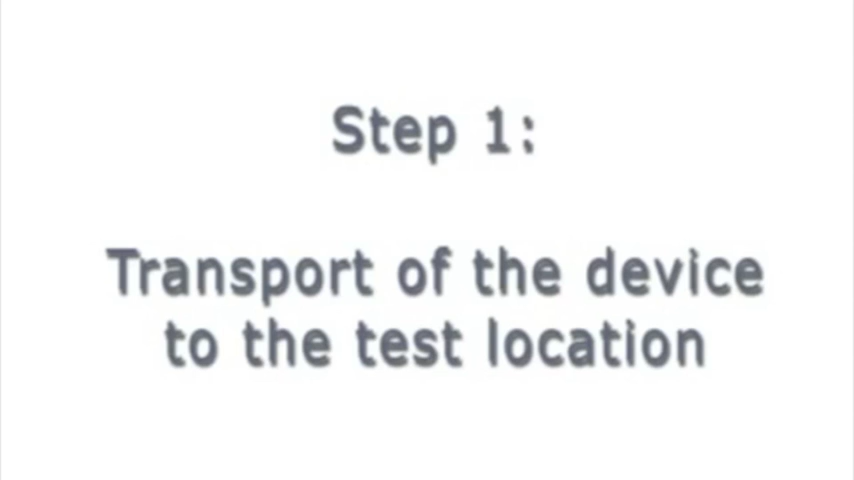 Step 1:
Transport of the device
to the test location